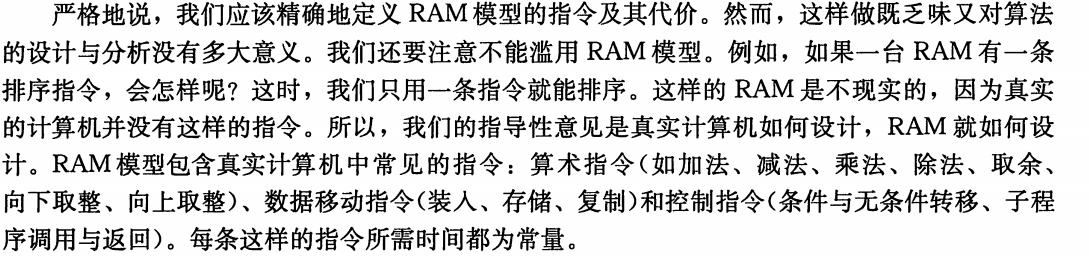 严格地说，我们应该精确地定义 RAM 模型的指令及其代价。然而，这样做既乏味又对算法
的设计与分析没有多大意义。我们还要注意不能滥用 RAM 模型。例如，如果一台 RAM 有一条
排序指令，会怎样呢？这时，我们只用一条指令就能排序。这样的 RAM 是不现实的，因为真实
的计算机并没有这样的指令。所以，我们的指导性意见是真实计算机如何设计，RAM 就如何设
计。RAM 模型包含真实计算机中常见的指令：算术指令(如加法、减法、乘法、除法、取余、
向下取整、向上取整)、数据移动指令(装入、存储、复制)和控制指令(条件与无条件转移、子程
序调用与返回)。每条这样的指令所需时间都为常量。